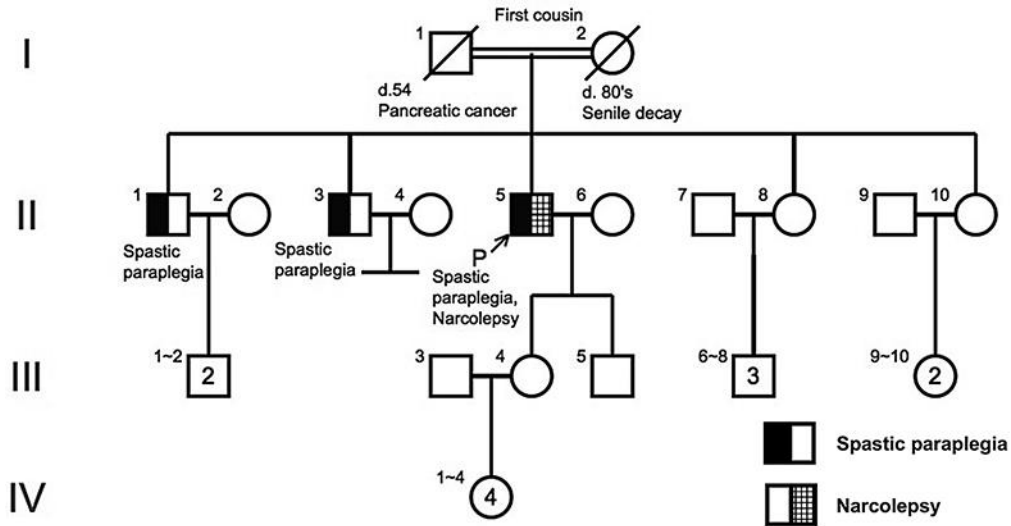 I
First cousin
1
2
d.54
Pancreatic cancer
d. 80's
Senile decay
II
1
2
3
4
5
6
7
8
9
10
Spastic
paraplegia
Spastic
paraplegia
P
Spastic
paraplegia,
Narcolepsy
III
1~2
2
3
4
5
6~8
3
9~10
2
Spastic paraplegia
IV
1~4
4
Narcolepsy